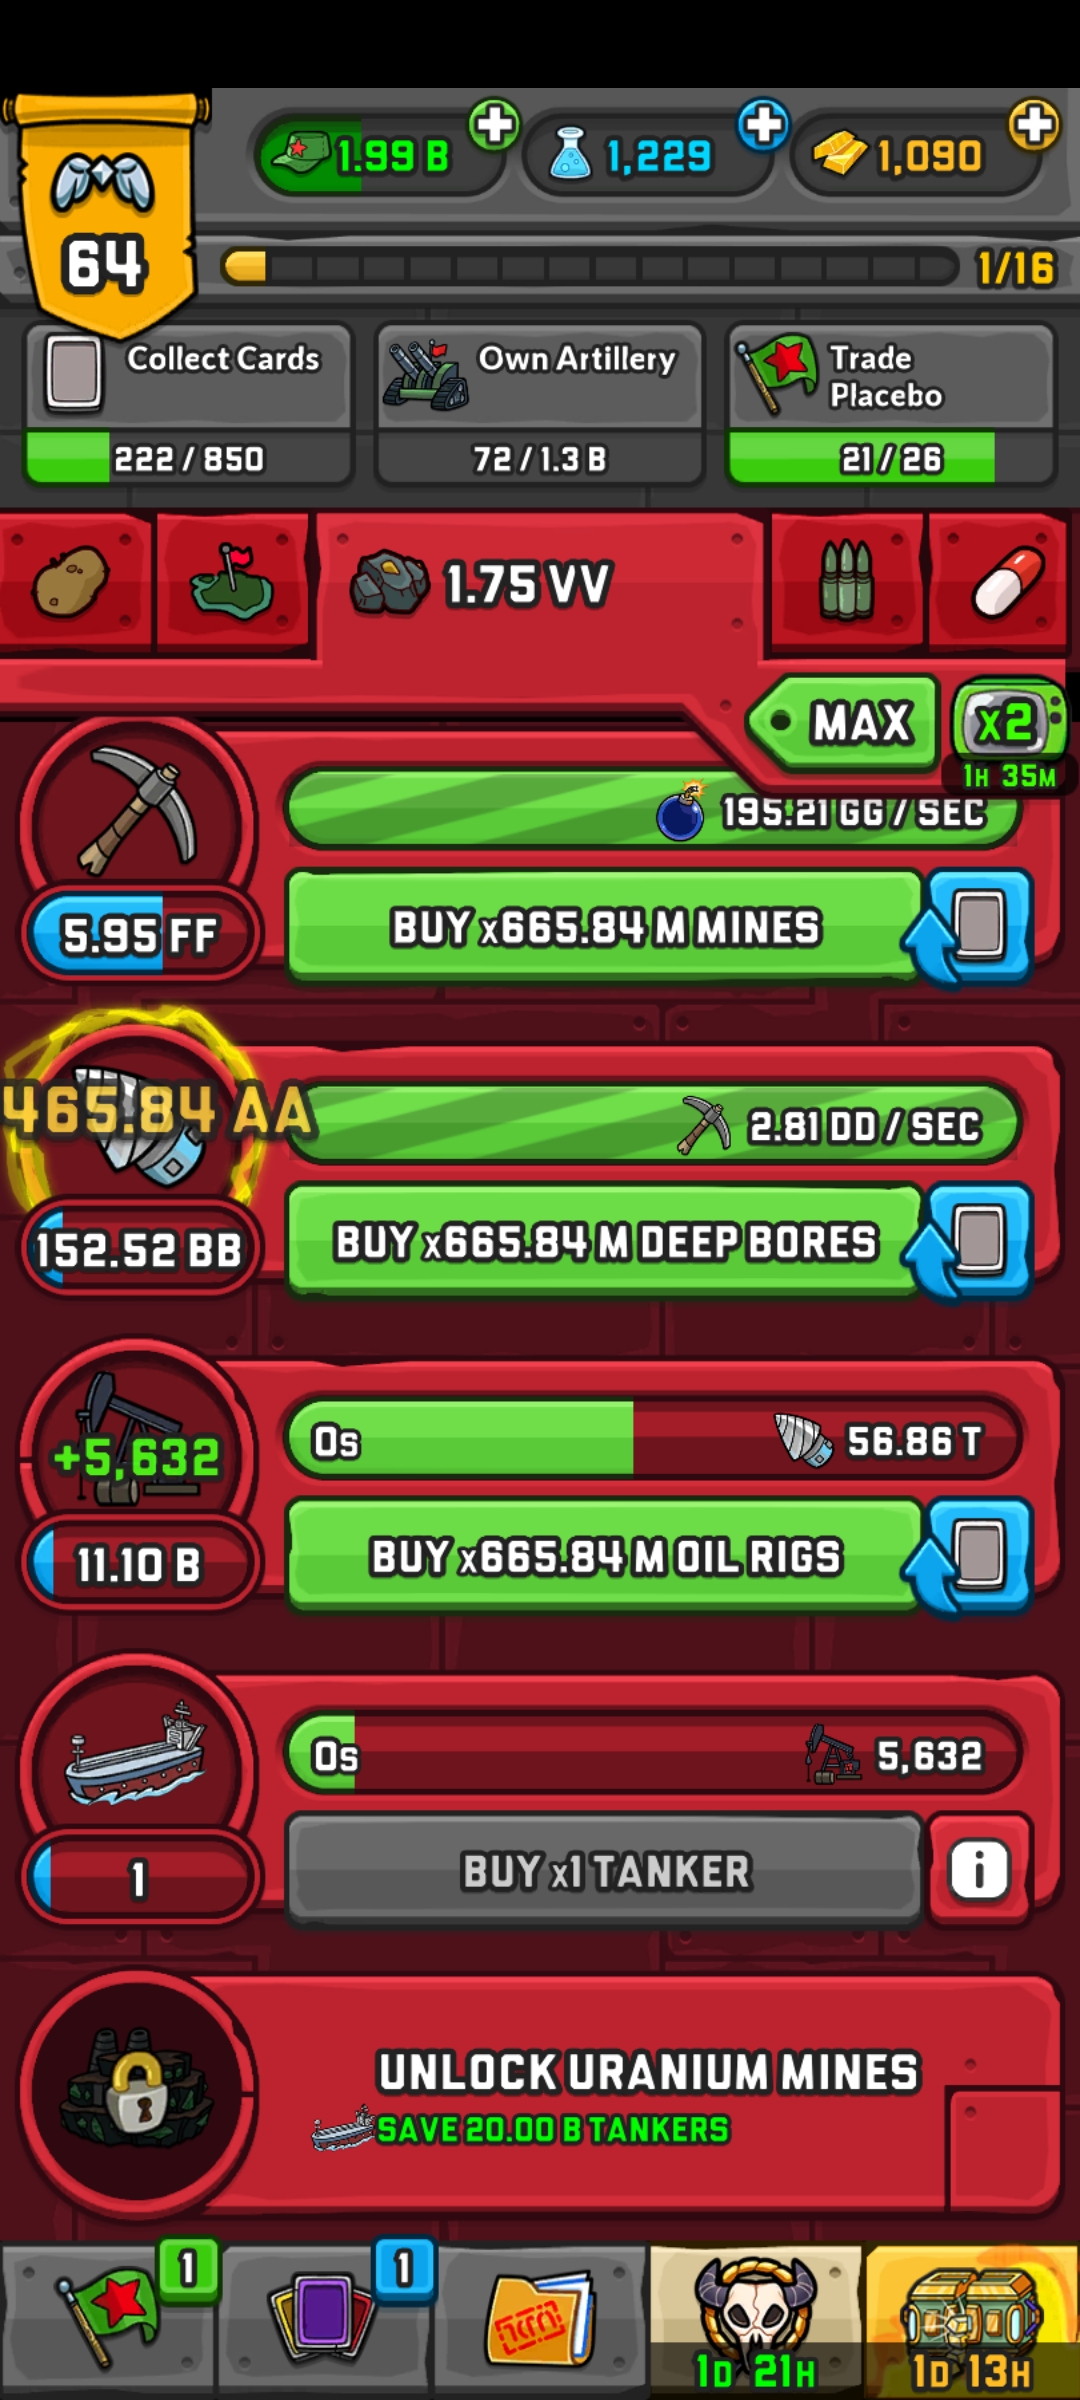 1.99 B
1,229
1,090
64
1/16
Collect Cards
Own Artillery
Trade
Placebo
222 / 850
72 / 1.3 B
21 / 26
1.75 VV
MAX
x2
1H 35M
195.21 GG / SEC
5.95 FF
BUY x665.84 M MINES
465.84 AA
2.81 DD / SEC
152.52 BB
BUY x665.84 M DEEP BORES
+5,632
0s
56.86 T
11.10 B
BUY x665.84 M OIL RIGS
0s
5,632
1
BUY x1 TANKER
i
UNLOCK URANIUM MINES
SAVE 20.00 B TANKERS
1
1
1D 21H
1D 13H